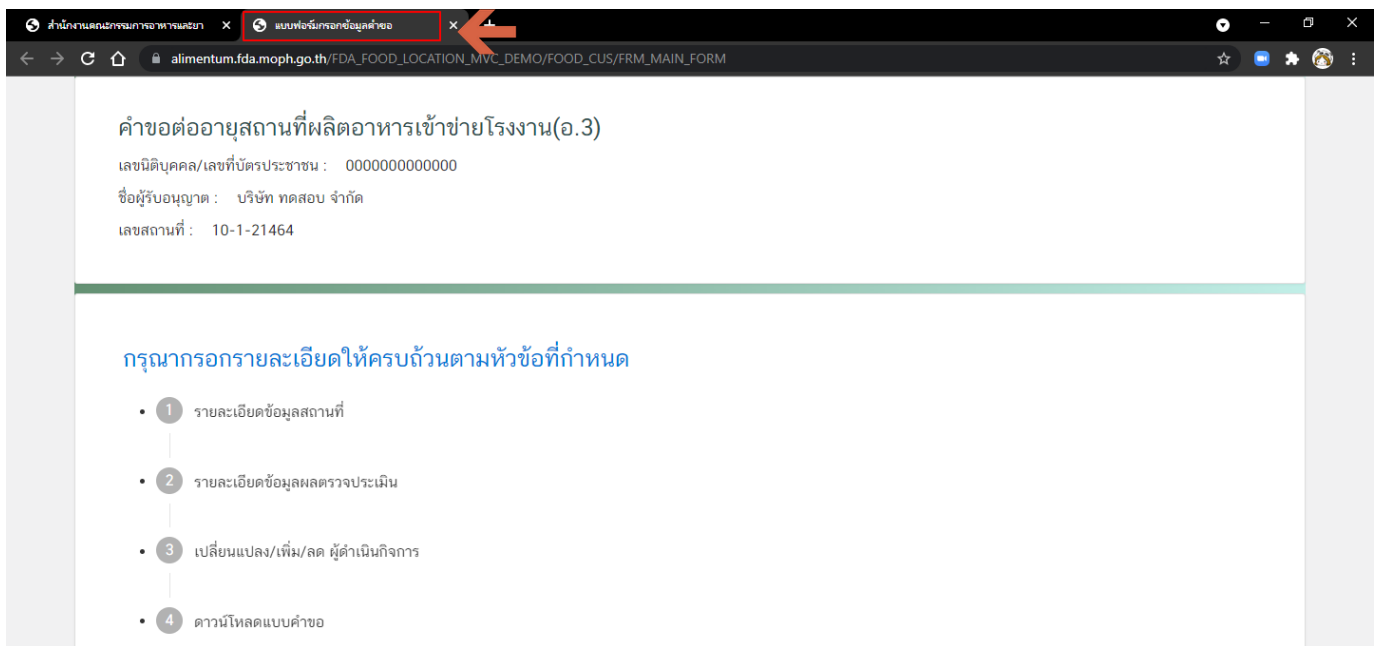 สำนักงานคณะกรรมการอาหารและยา
แบบฟอร์มกรอกข้อมูลคำขอ
alimentum.fda.moph.go.th/FDA_FOOD_LOCATION_MVC_DEMO/FOOD_CUS/FRM_MAIN_FORM
คำขอต่ออายุสถานที่ผลิตอาหารเข้าข่ายโรงงาน(อ.3)
เลขนิติบุคคล/เลขที่บัตรประชาชน : 0000000000000
ชื่อผู้รับอนุญาต : บริษัท ทดสอบ จำกัด
เลขสถานที่ : 10-1-21464
กรุณากรอกรายละเอียดให้ครบถ้วนตามหัวข้อที่กำหนด
• 1 รายละเอียดข้อมูลสถานที่
• 2 รายละเอียดข้อมูลผลตรวจประเมิน
• 3 เปลี่ยนแปลง/เพิ่ม/ลด ผู้ดำเนินกิจการ
• 4 ดาวน์โหลดแบบคำขอ